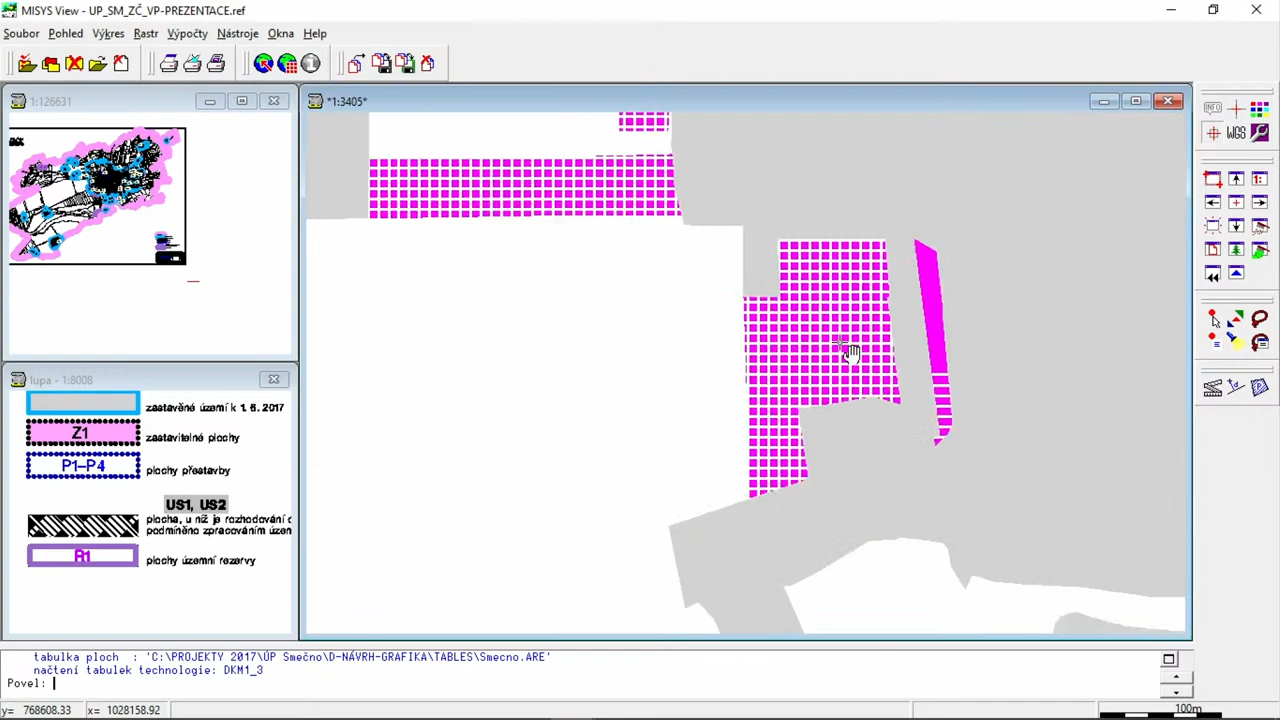 MISYS View - UP_SM_ZČ_VP-PREZENTACE.ref
Soubor Pohled Výkres Rastr Výpočty Nástroje Okna Help
1:126631
*1:3405*
INFO
WGS
1:
lupa - 1:8008
zastavěné území k 1. 5. 2017
Z1 zastavitelné plochy
P1–P4 plochy přestavby
US1, US2
plocha, u níž je rozhodování o
podmíněno zpracováním územ
R1 plochy územní rezervy
tabulka ploch : 'C:\PROJEKTY 2017\ÚP Smečno\D-NÁVRH-GRAFIKA\TABLES\Smecno.ARE'
načtení tabulek technologie: DKM1_3
Povel:
y= 768608.33 x= 1028158.92 100m